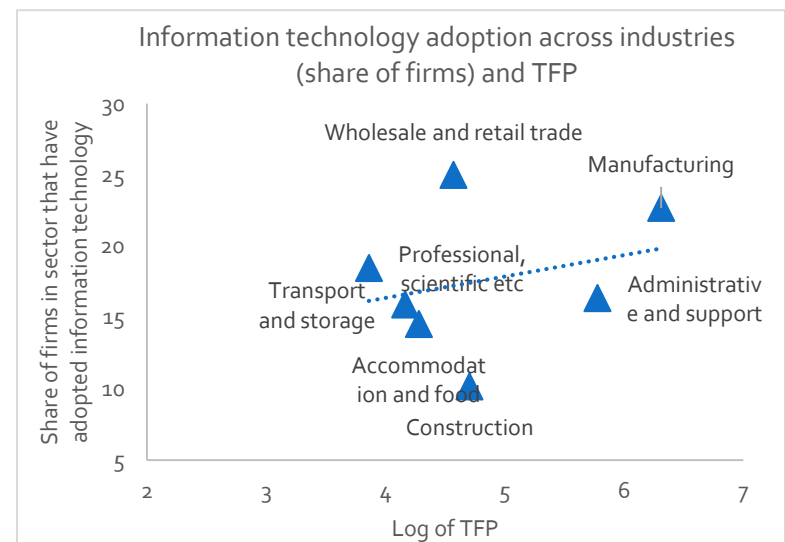 Information technology adoption across industries
(share of firms) and TFP
Share of firms in sector that have
adopted information technology
30
25
20
15
10
5
Wholesale and retail trade
Manufacturing
Professional,
scientific etc
Transport
and storage
Administrativ
e and support
Accommodat
ion and food
Construction
2
3
4
5
6
7
Log of TFP